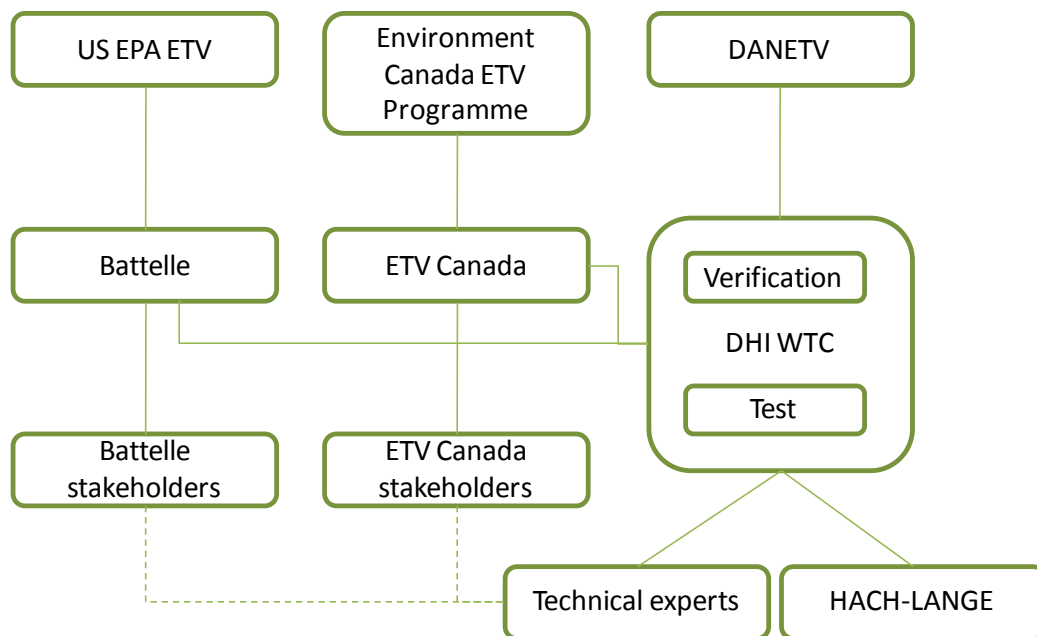 US EPA ETV
Environment
Canada ETV
Programme
DANETV
Battelle
ETV Canada
Verification
DHI WTC
Test
Battelle
stakeholders
ETV Canada
stakeholders
Technical experts
HACH-LANGE